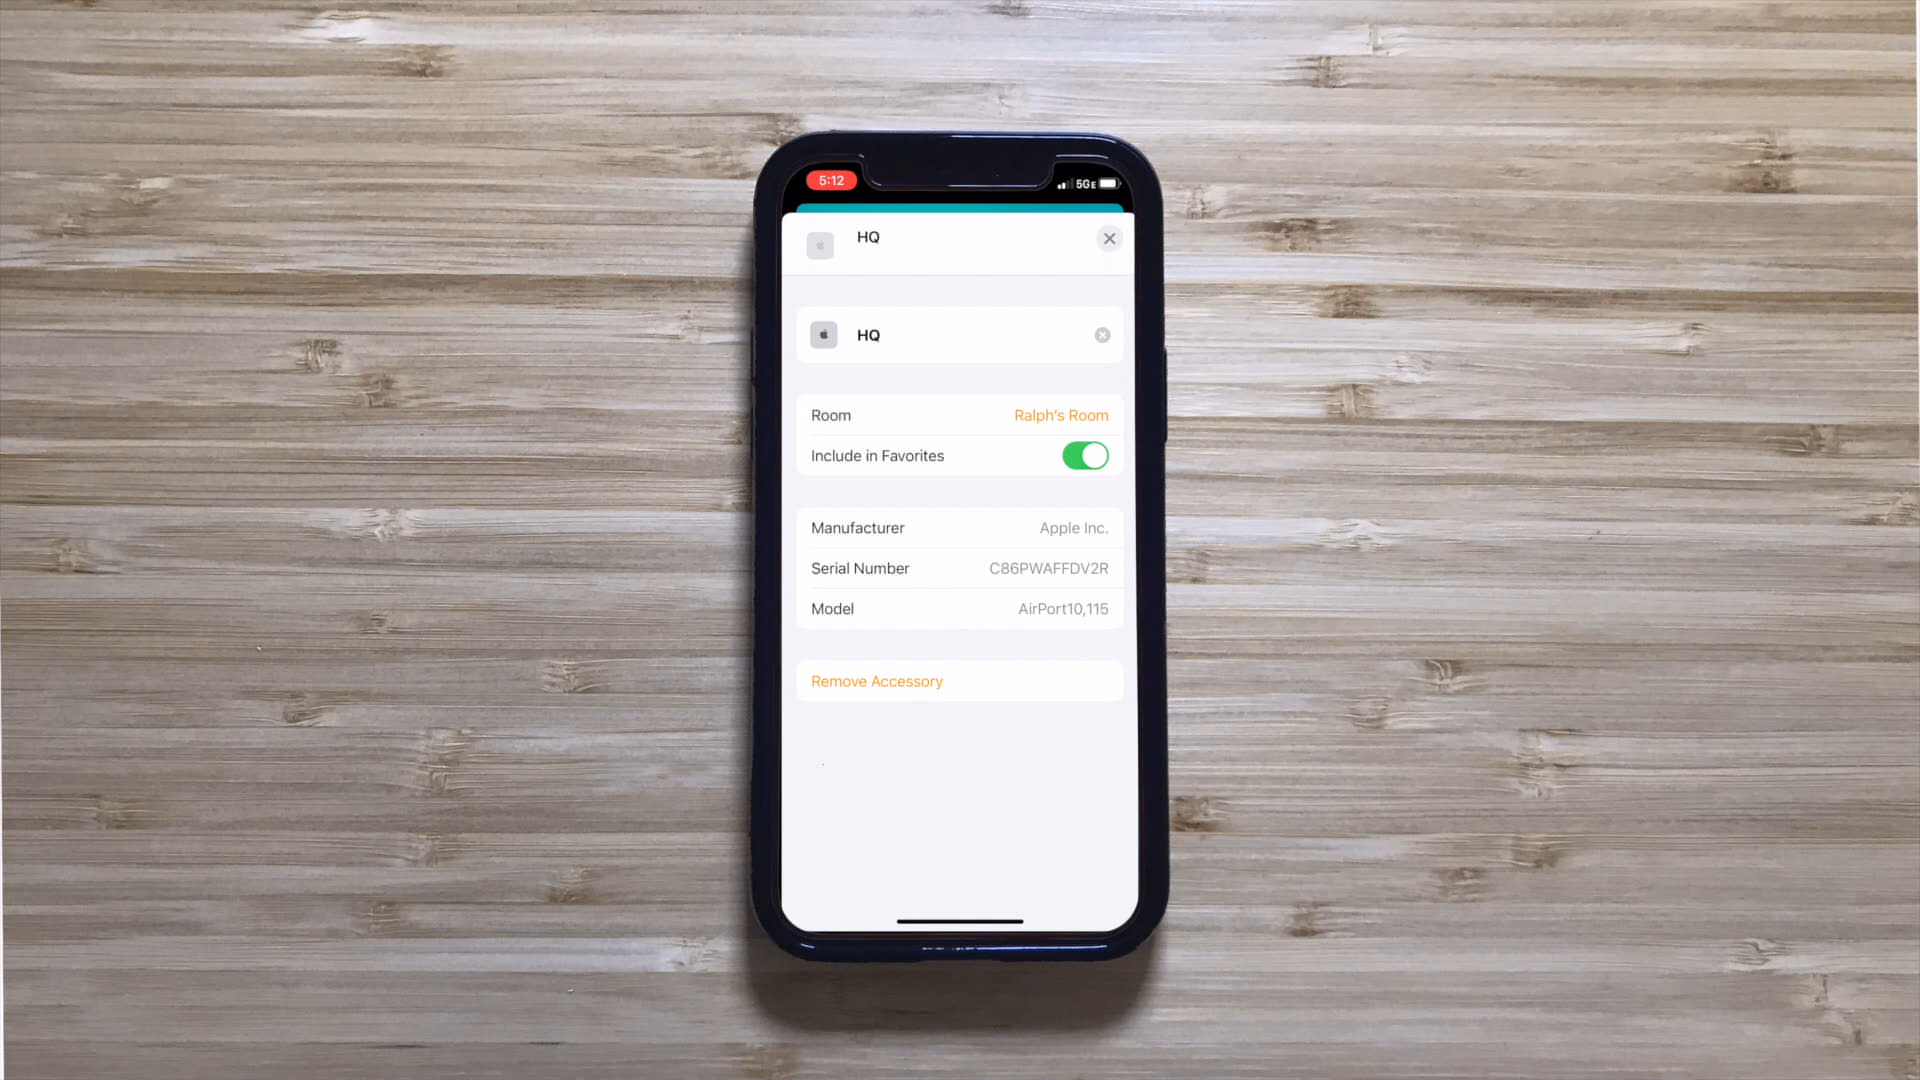 5:12
5GE
HQ
HQ
Room Ralph's Room
Include in Favorites
Manufacturer Apple Inc.
Serial Number C86PWAFFDV2R
Model AirPort10,115
Remove Accessory